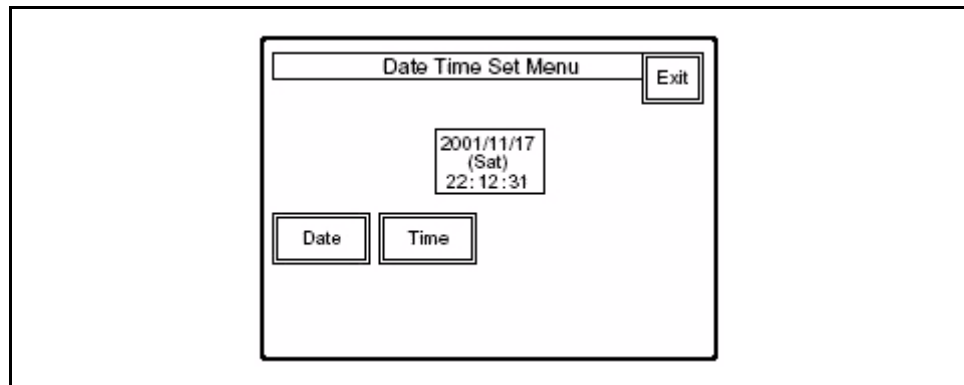 Date Time Set Menu
Exit
2001/11/17
(Sat)
22:12:31
Date
Time